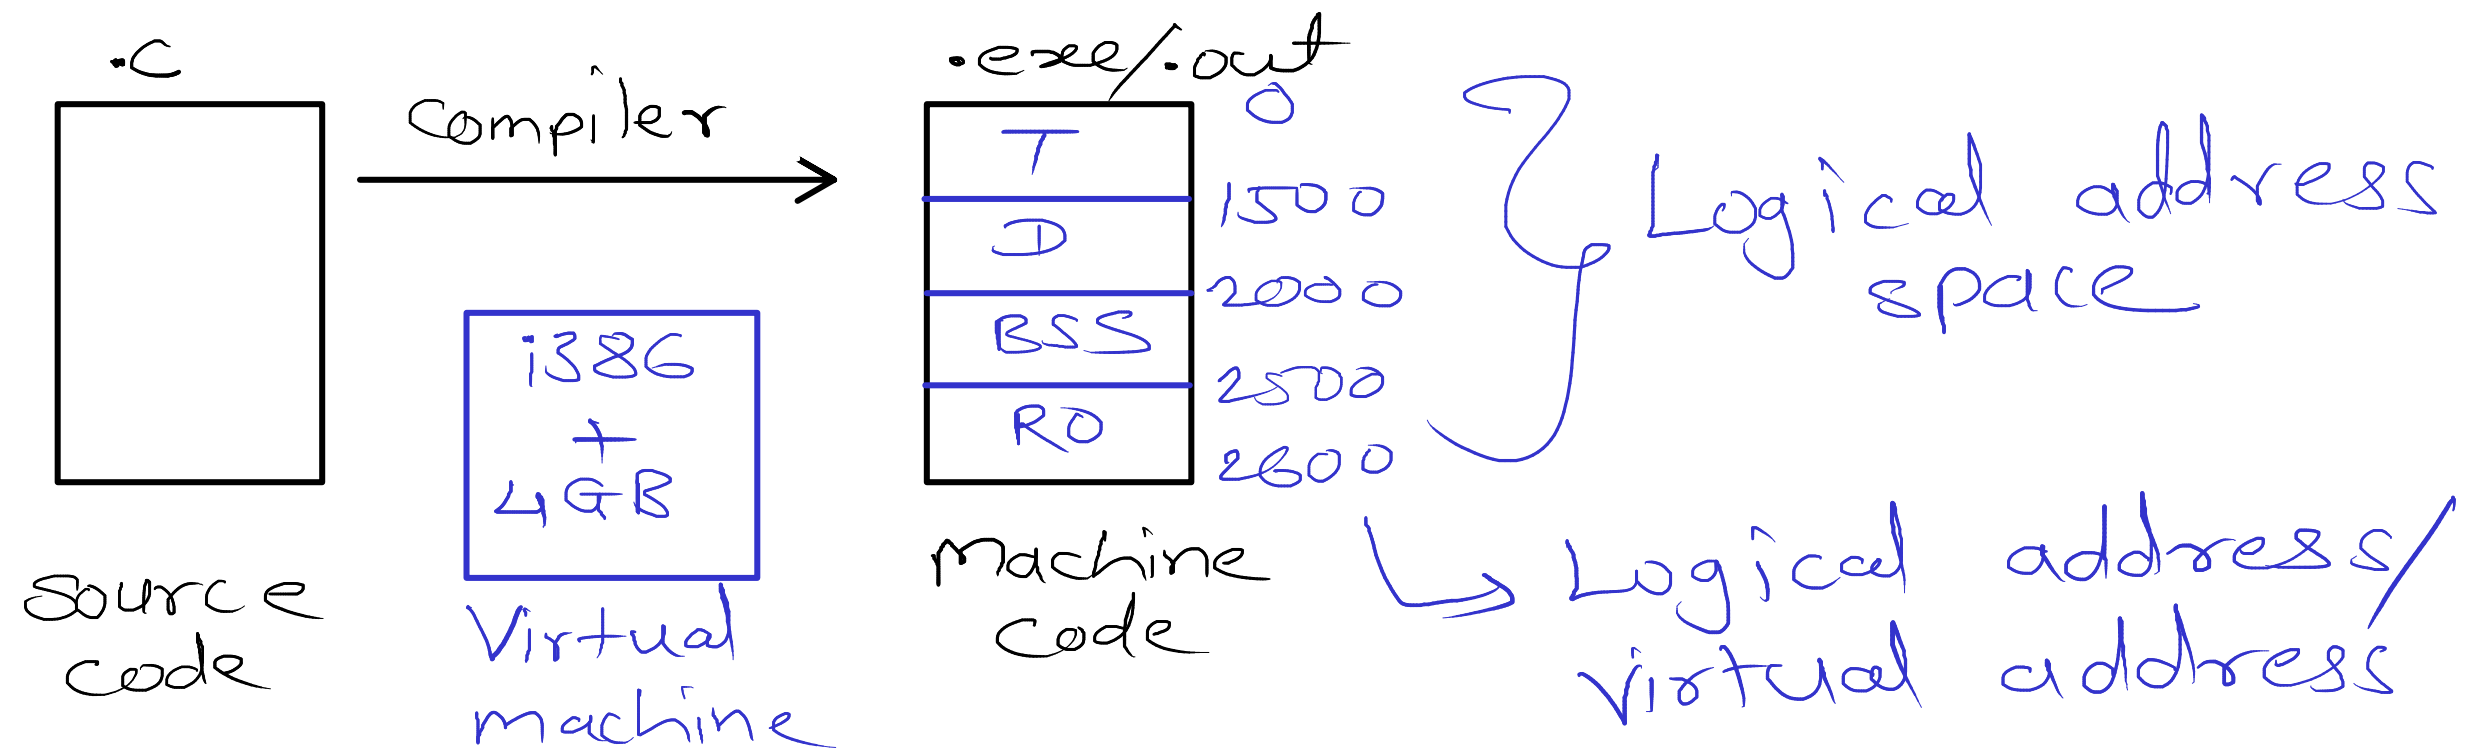 .C
Compiler
.exe/.out
0
T
1500
D
2000
BSS
2500
RO
2600
Logical address
space
i386
+
4GB
Source
code
Virtual
machine
Machine
code
Logical address/
virtual address